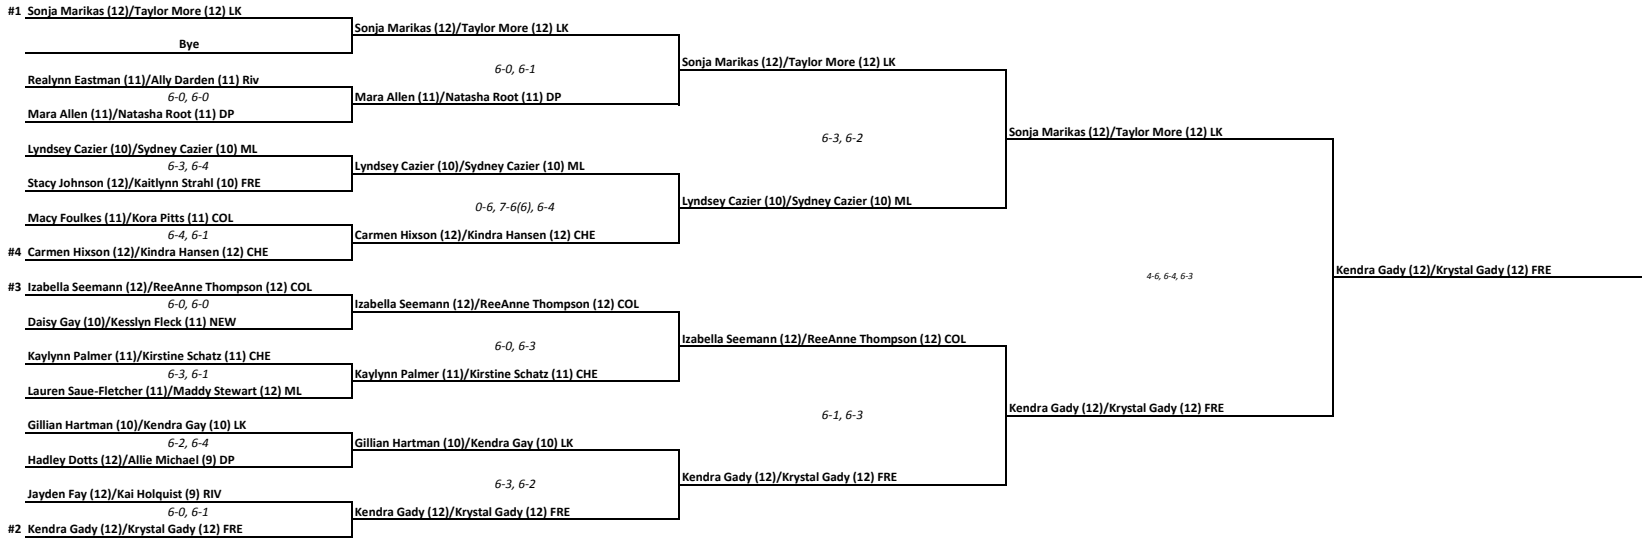 #1 Sonja Marikas (12)/Taylor More (12) LK
Sonja Marikas (12)/Taylor More (12) LK
Bye
6-0, 6-1
Sonja Marikas (12)/Taylor More (12) LK
Realynn Eastman (11)/Ally Darden (11) Riv
6-0, 6-0
Mara Allen (11)/Natasha Root (11) DP
Mara Allen (11)/Natasha Root (11) DP
6-3, 6-2
Sonja Marikas (12)/Taylor More (12) LK
Lyndsey Cazier (10)/Sydney Cazier (10) ML
6-3, 6-4
Lyndsey Cazier (10)/Sydney Cazier (10) ML
Stacy Johnson (12)/Kaitlynn Strahl (10) FRE
0-6, 7-6(6), 6-4
Lyndsey Cazier (10)/Sydney Cazier (10) ML
Macy Foulkes (11)/Kora Pitts (11) COL
6-4, 6-1
Carmen Hixson (12)/Kindra Hansen (12) CHE
#4 Carmen Hixson (12)/Kindra Hansen (12) CHE
4-6, 6-4, 6-3
Kendra Gady (12)/Krystal Gady (12) FRE
#3 Izabella Seemann (12)/ReeAnne Thompson (12) COL
6-0, 6-0
Izabella Seemann (12)/ReeAnne Thompson (12) COL
Daisy Gay (10)/Kesslyn Fleck (11) NEW
6-0, 6-3
Izabella Seemann (12)/ReeAnne Thompson (12) COL
Kaylynn Palmer (11)/Kirstine Schatz (11) CHE
6-3, 6-1
Kaylynn Palmer (11)/Kirstine Schatz (11) CHE
Lauren Saue-Fletcher (11)/Maddy Stewart (12) ML
6-1, 6-3
Kendra Gady (12)/Krystal Gady (12) FRE
Gillian Hartman (10)/Kendra Gay (10) LK
6-2, 6-4
Gillian Hartman (10)/Kendra Gay (10) LK
Hadley Dotts (12)/Allie Michael (9) DP
6-3, 6-2
Kendra Gady (12)/Krystal Gady (12) FRE
Jayden Fay (12)/Kai Holquist (9) RIV
6-0, 6-1
Kendra Gady (12)/Krystal Gady (12) FRE
#2 Kendra Gady (12)/Krystal Gady (12) FRE